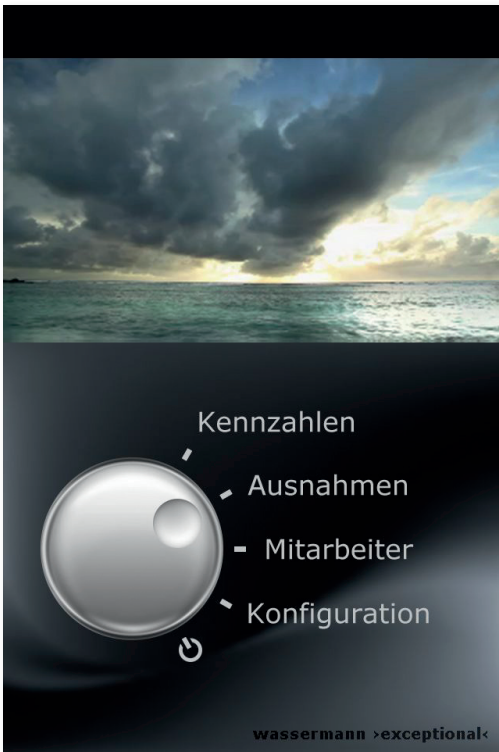 Kennzahlen
Ausnahmen
Mitarbeiter
Konfiguration
wassermann ›exceptional‹